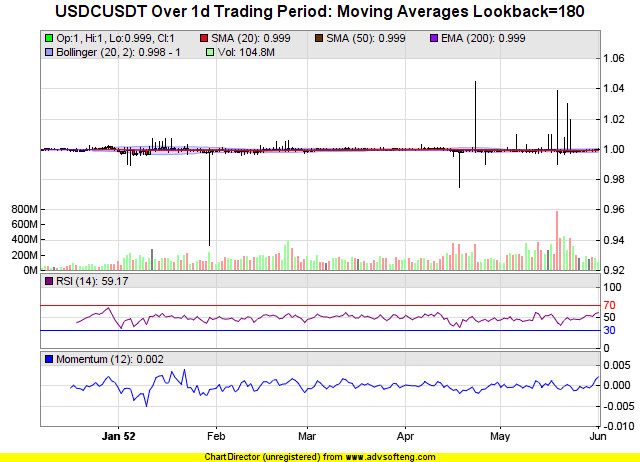 USDCUSDT Over 1d Trading Period: Moving Averages Lookback=180
Op:1, Hi:1, Lo:0.999, Cl:1 SMA (20): 0.999 SMA (50): 0.999 EMA (200): 0.999
Bollinger (20, 2): 0.998 - 1 Vol: 104.8M
1.06
1.04
1.02
1.00
0.98
0.96
0.94
0.92
800M
600M
400M
200M
0M
RSI (14): 59.17
100
70
50
30
0
Momentum (12): 0.002
0.005
0.000
-0.005
-0.010
Jan 52 Feb Mar Apr May Jun
ChartDirector (unregistered) from www.advsofteng.com